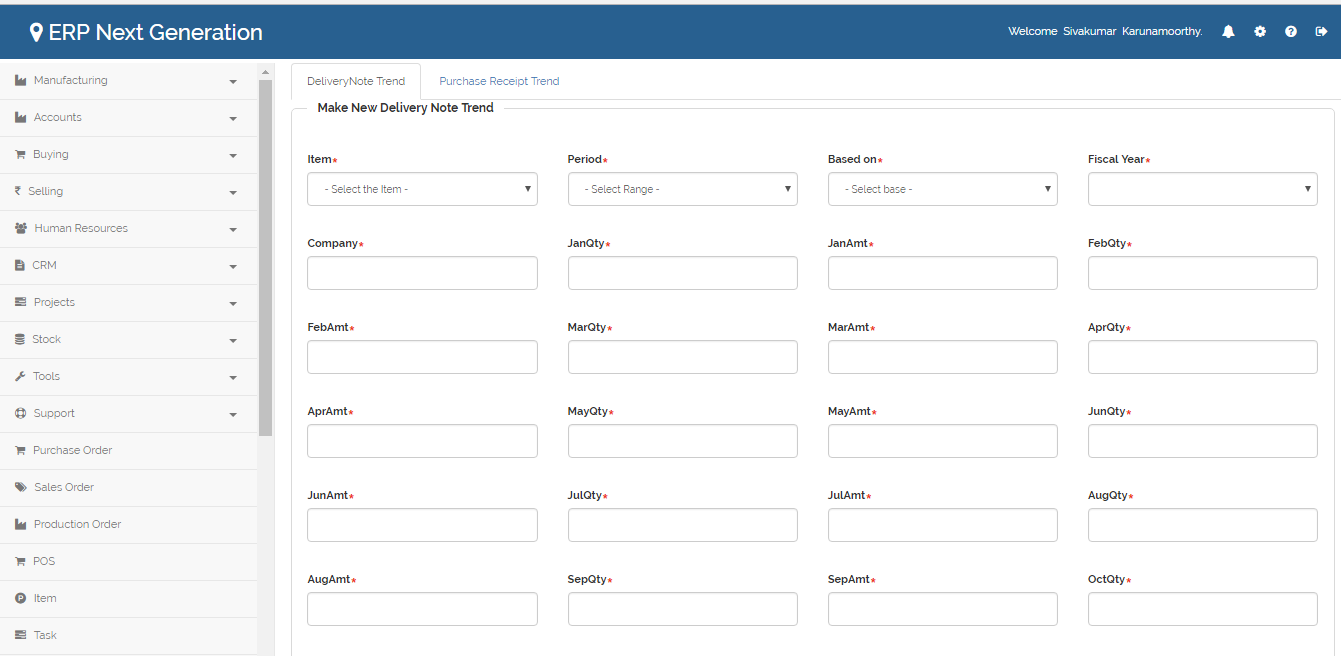 ERP Next Generation
Welcome Sivakumar Karunamoorthy.
Manufacturing
Accounts
Buying
Selling
Human Resources
CRM
Projects
Stock
Tools
Support
Purchase Order
Sales Order
Production Order
POS
Item
Task
DeliveryNote Trend Purchase Receipt Trend
Make New Delivery Note Trend
Item* Period* Based on* Fiscal Year*
- Select the Item - - Select Range - - Select base -
Company* JanQty* JanAmt* FebQty*
FebAmt* MarQty* MarAmt* AprQty*
AprAmt* MayQty* MayAmt* JunQty*
JunAmt* JulQty* JulAmt* AugQty*
AugAmt* SepQty* SepAmt* OctQty*